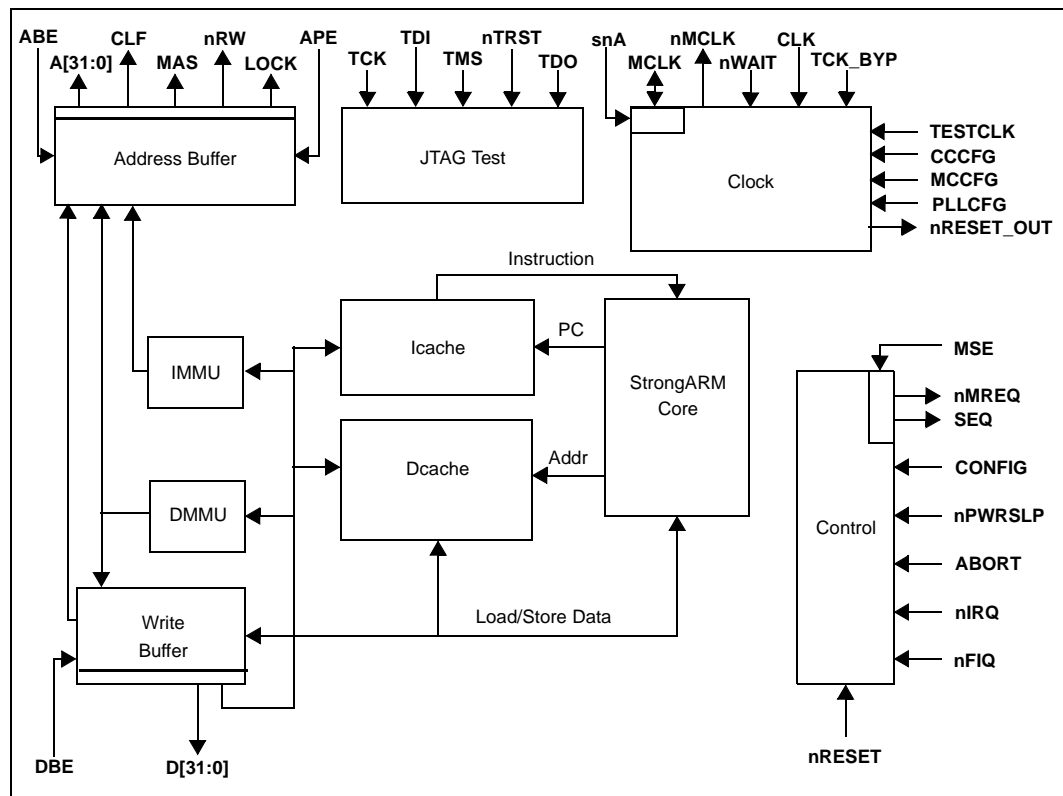 ABE
CLF
nRW
APE
A[31:0]
MAS
LOCK
TDI
nTRST
TCK
TMS
TDO
snA
nMCLK
CLK
MCLK
nWAIT
TCK_BYP
Address Buffer
JTAG Test
Clock
TESTCLK
CCCFG
MCCFG
PLLCFG
nRESET_OUT
Instruction
Icache
PC
StrongARM
Core
IMMU
Dcache
Addr
DMMU
Write
Buffer
Load/Store Data
DBE
D[31:0]
MSE
nMREQ
SEQ
CONFIG
nPWRSLP
Control
ABORT
nIRQ
nFIQ
nRESET